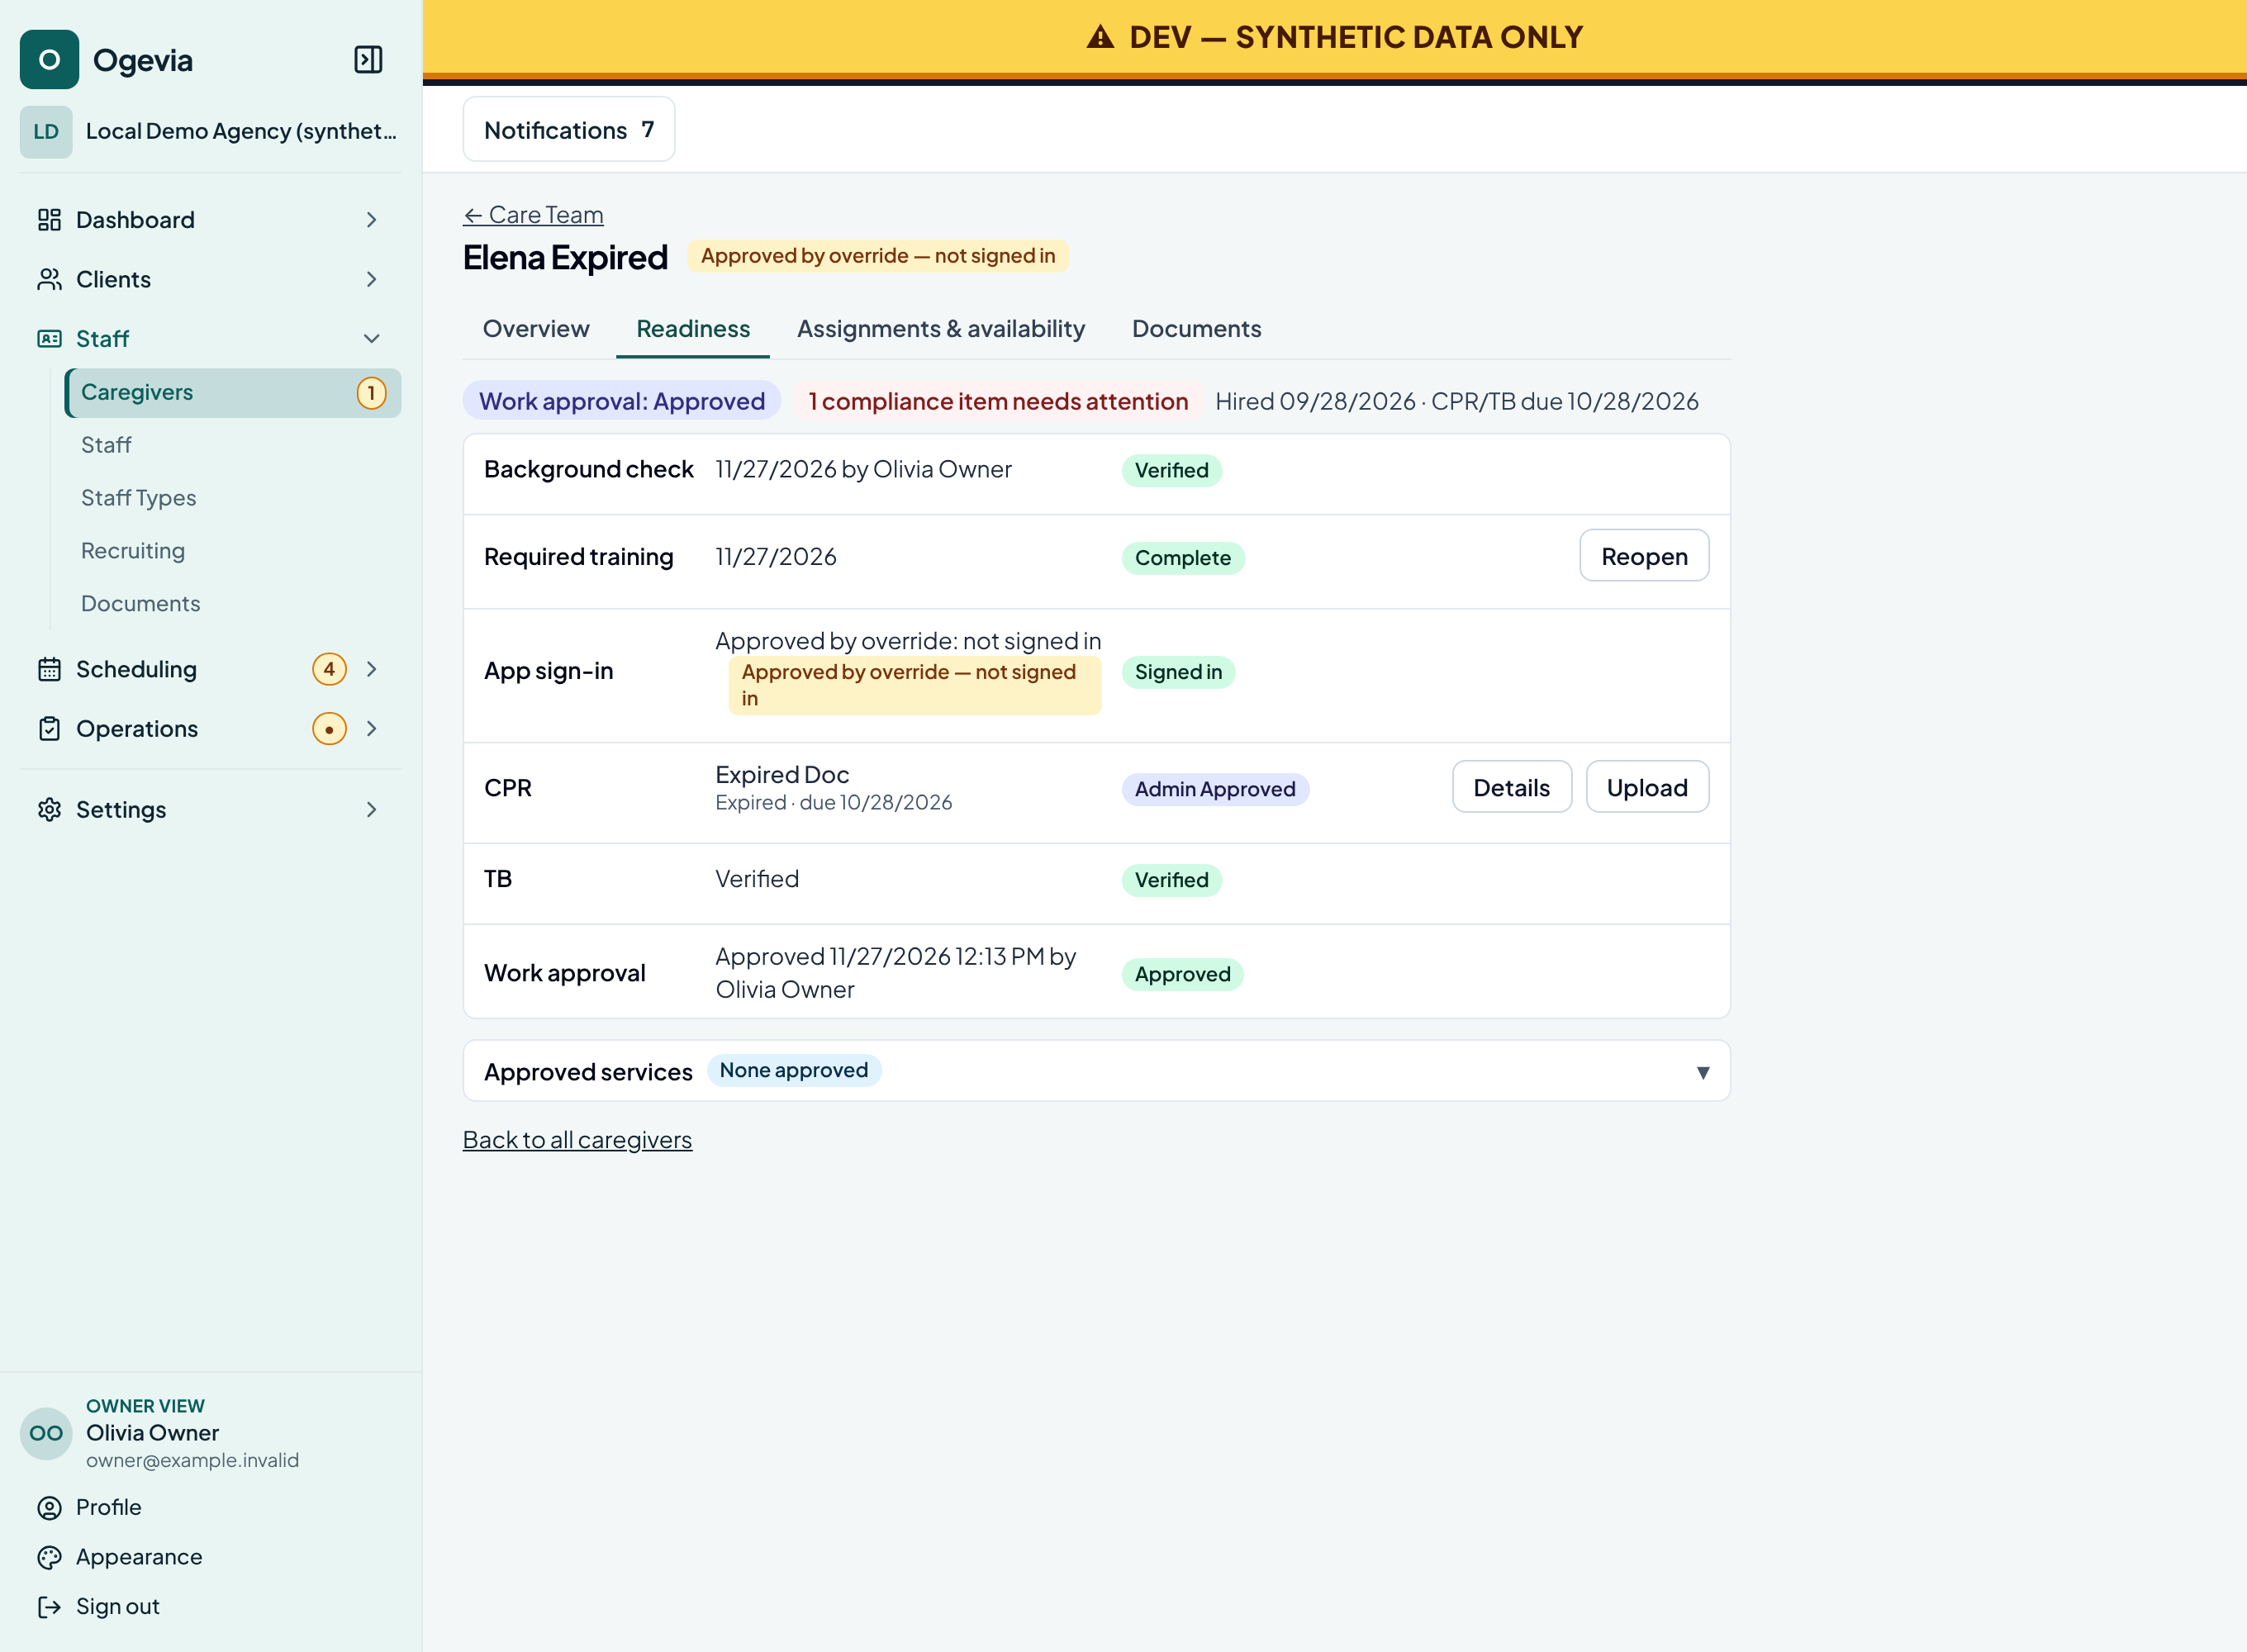 O Ogevia
LD Local Demo Agency (synthet...
Dashboard
Clients
Staff
Caregivers 1
Staff
Staff Types
Recruiting
Documents
Scheduling 4
Operations •
Settings
OWNER VIEW
OO Olivia Owner
owner@example.invalid
Profile
Appearance
Sign out
DEV — SYNTHETIC DATA ONLY
Notifications 7
← Care Team
Elena Expired Approved by override — not signed in
Overview Readiness Assignments & availability Documents
Work approval: Approved 1 compliance item needs attention Hired 09/28/2026 · CPR/TB due 10/28/2026
Background check 11/27/2026 by Olivia Owner Verified
Required training 11/27/2026 Complete Reopen
App sign-in Approved by override: not signed in
Approved by override — not signed
in
Signed in
CPR Expired Doc
Expired · due 10/28/2026
Admin Approved Details Upload
TB Verified Verified
Work approval Approved 11/27/2026 12:13 PM by
Olivia Owner
Approved
Approved services None approved ▼
Back to all caregivers